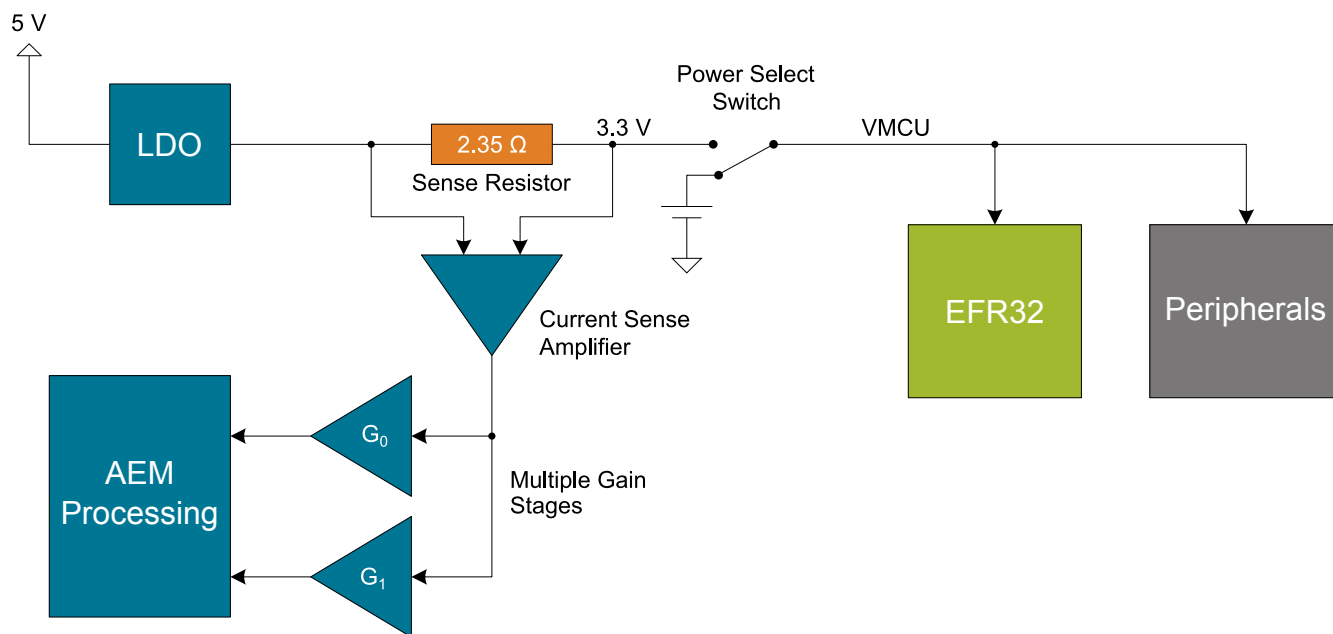 5 V
Power Select
Switch
LDO
2.35 Ω
3.3 V
VMCU
Sense Resistor
EFR32
Peripherals
Current Sense
Amplifier
AEM
Processing
G₀
Multiple Gain
Stages
G₁